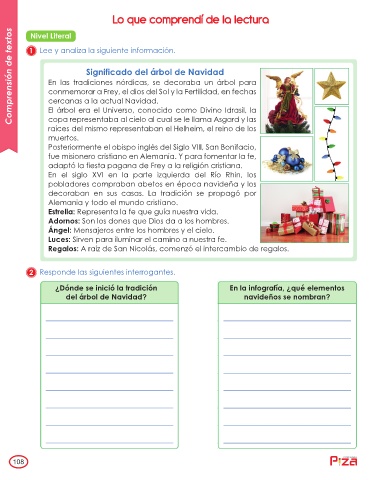 Lo que comprendí de la lectura
Comprensión de textos
Nivel Literal
1 Lee y analiza la siguiente información.
Significado del árbol de Navidad
En las tradiciones nórdicas, se decoraba un árbol para
conmemorar a Frey, el dios del Sol y la Fertilidad, en fechas
cercanas a la actual Navidad.
El árbol era el Universo, conocido como Divino Idrasil, la
copa representaba al cielo al cual se le llama Asgard y las
raíces del mismo representaban el Helheim, el reino de los
muertos.
Posteriormente el obispo inglés del Siglo VIII, San Bonifacio,
fue misionero cristiano en Alemania. Y para fomentar la fe,
adaptó la fiesta pagana de Frey a la religión cristiana.
En el siglo XVI en la parte izquierda del Río Rhin, los
pobladores compraban abetos en época navideña y los
decoraban en sus casas. La tradición se propagó por
Alemania y todo el mundo cristiano.
Estrella: Representa la fe que guía nuestra vida.
Adornos: Son los dones que Dios da a los hombres.
Ángel: Mensajeros entre los hombres y el cielo.
Luces: Sirven para iluminar el camino a nuestra fe.
Regalos: A raíz de San Nicolás, comenzó el intercambio de regalos.
2 Responde las siguientes interrogantes.
¿Dónde se inició la tradición
del árbol de Navidad?
En la infografía, ¿qué elementos
navideños se nombran?
108